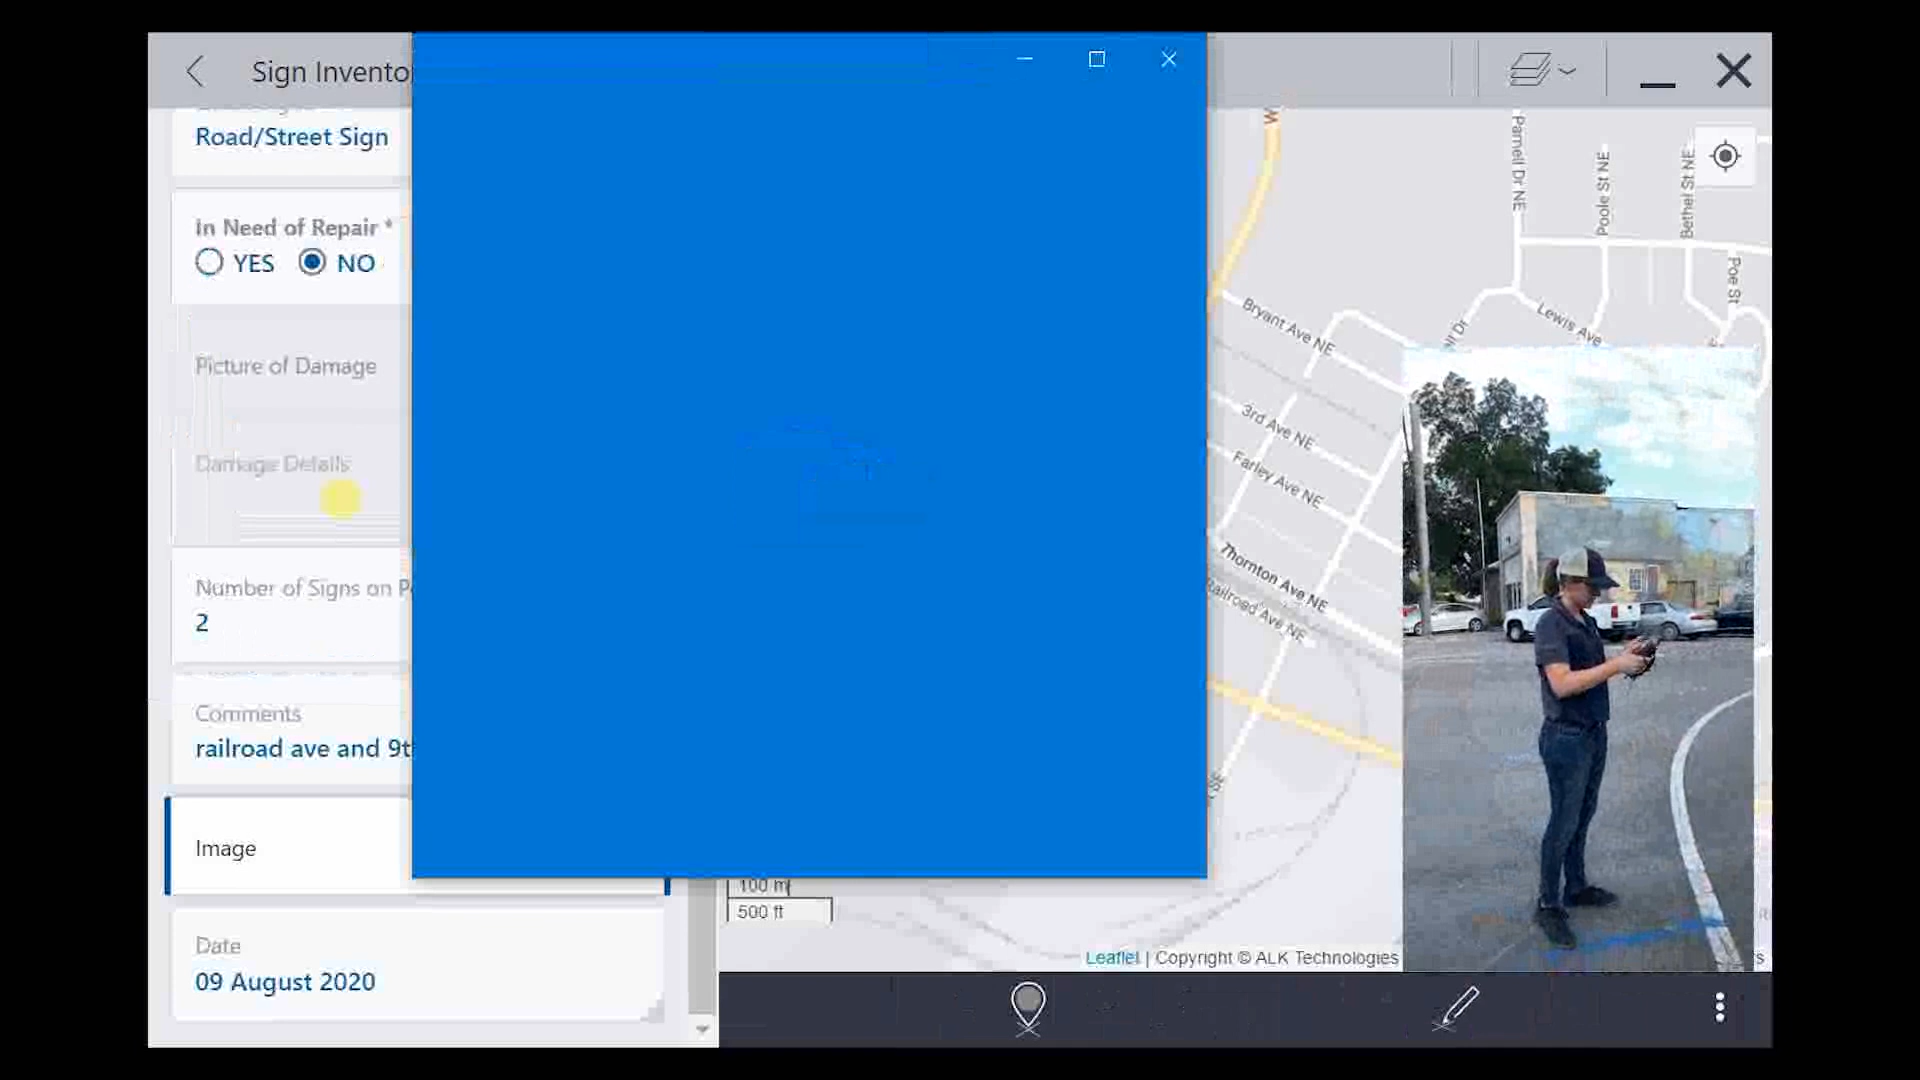 Sign Invento
Road/Street Sign
In Need of Repair *
YES NO
Picture of Damage
Damage Details
Number of Signs on P
2
Comments
railroad ave and 9t
Image
Date
09 August 2020
Parnell Dr NE
Poole St NE
Bethel St NE
Poe St
Bryant Ave NE
Lewis Ave
3rd Ave NE
Farley Ave NE
Thornton Ave NE
Railroad Ave NE
100 m
500 ft
Leaflet | Copyright © ALK Technologies